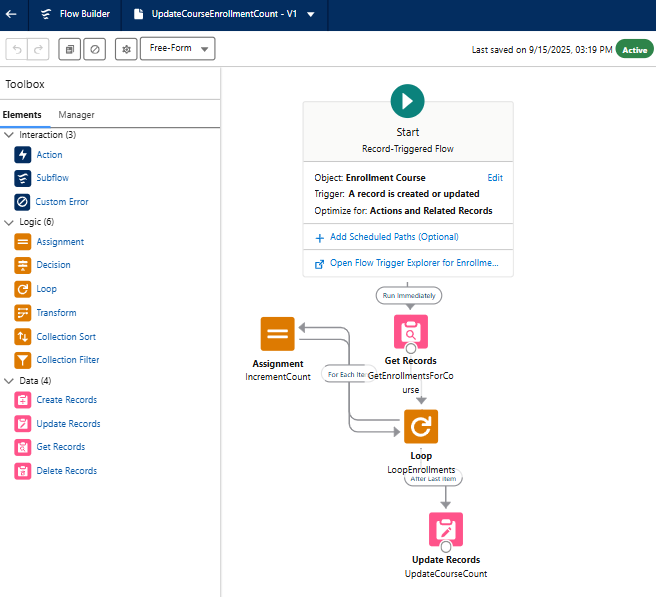 Flow Builder
UpdateCourseEnrollmentCount - V1
Free-Form
Last saved on 9/15/2025, 03:19 PM
Active
Toolbox
Elements
Manager
Interaction (3)
Action
Subflow
Custom Error
Logic (6)
Assignment
Decision
Loop
Transform
Collection Sort
Collection Filter
Data (4)
Create Records
Update Records
Get Records
Delete Records
Start
Record-Triggered Flow
Object: Enrollment Course
Edit
Trigger: A record is created or updated
Optimize for: Actions and Related Records
Add Scheduled Paths (Optional)
Open Flow Trigger Explorer for Enrollme...
Run Immediately
Get Records
GetEnrollmentsForCo
urse
Assignment
IncrementCount
For Each Ite
Loop
LoopEnrollments
After Last Item
Update Records
UpdateCourseCount